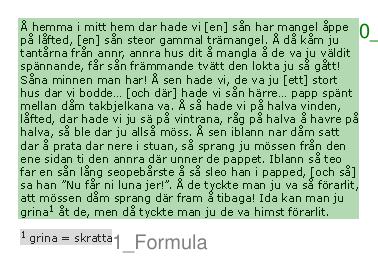 Å hemma i mitt hem dar hade vi [en] sån har mangel åppe
på låfted, [en] sån steor gammal trämangel. Å då kåm ju
tantårna från annr, annra hus dit å mangla å de va ju väldit
spännande, får sån främmande tvätt den lokta ju så gått!
Såna minnen man har! Å sen hade vi, de va ju [ett] stort
hus dar vi bodde... [och där] hade vi sån härre... papp spänt
mellan dåm takbjelkana va. Å så hade vi på halva vinden,
låfted, dar hade vi ju sä på vintrana, råg på halva å havre på
halva, så ble dar ju allså möss. Å sen iblann nar dåm satt
dar å prata dar nere i stuan, så sprang ju mössen från den
ene sidan ti den annra där unner de pappet. Iblann så teo
far en sån lång seopebårste å så sleo han i papped, [och så]
sa han ”Nu får ni luna jer!”. Å de tyckte man ju va så förarlit,
att mössen dåm sprang där fram å tibaga! Ida kan man ju
grina¹ åt de, men då tyckte man ju de va himst förarlit.
0_
¹ grina = skratta
1_Formula